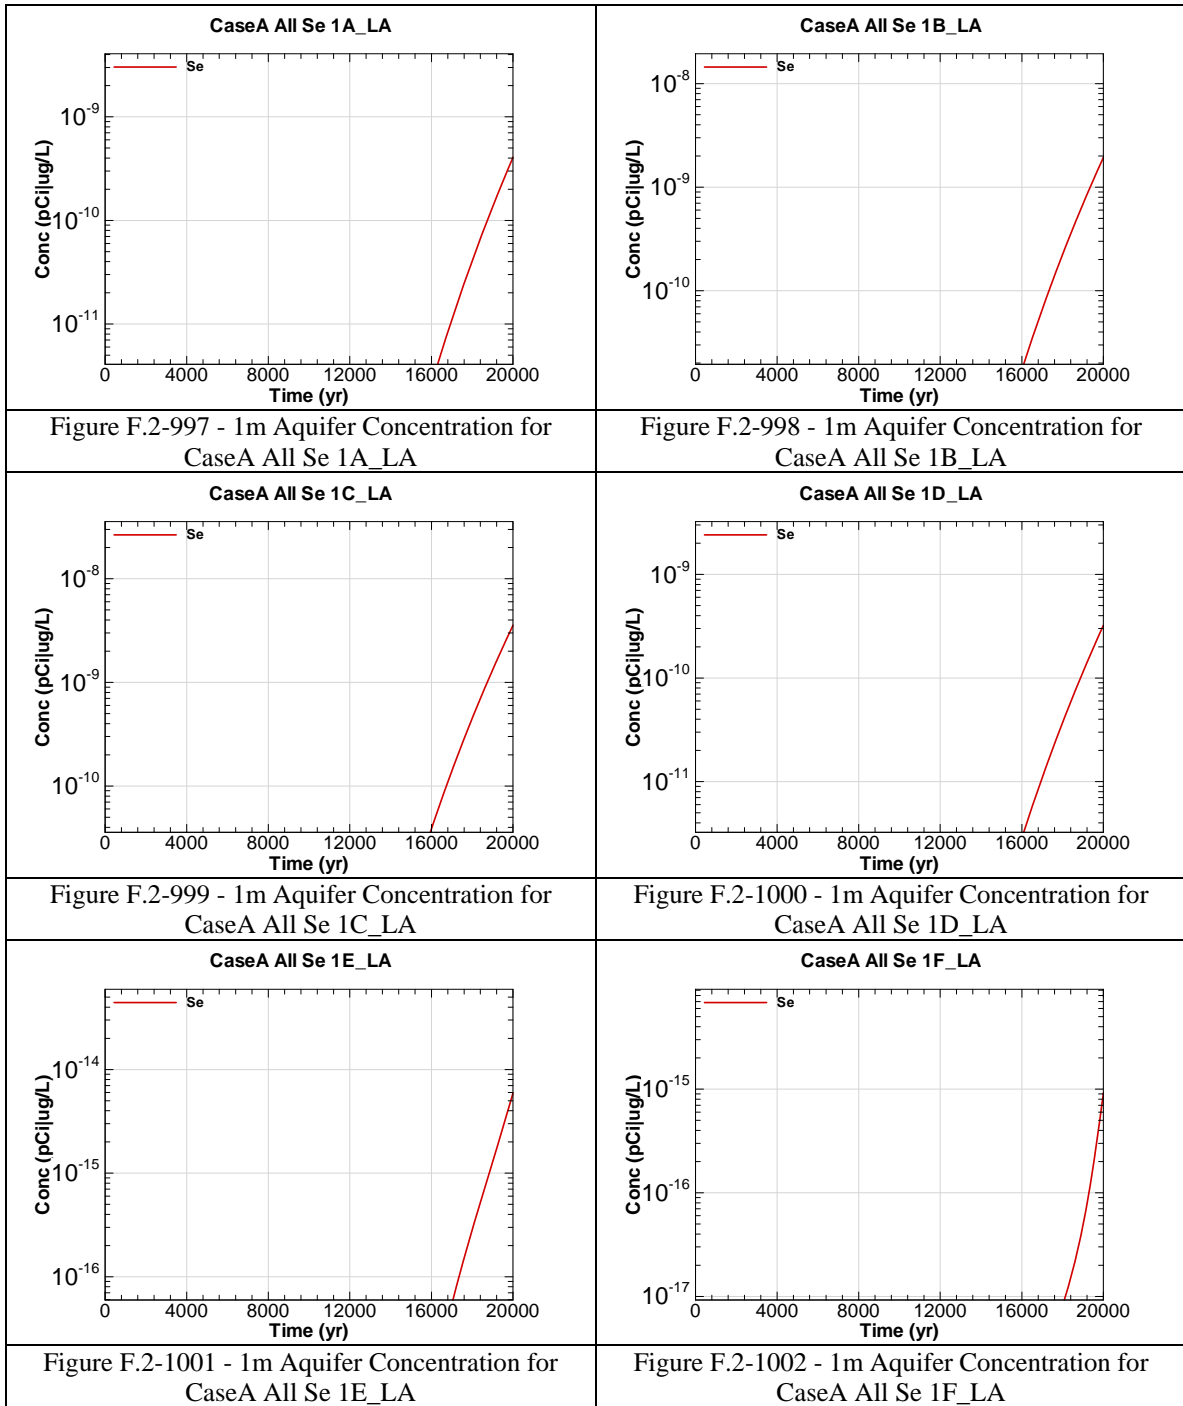 CaseA All Se 1A_LA
Se
Conc (pCi|ug/L)
10^-9
10^-10
10^-11
0 4000 8000 12000 16000 20000
Time (yr)
Figure F.2-997 - 1m Aquifer Concentration for
CaseA All Se 1A_LA
CaseA All Se 1B_LA
Se
Conc (pCi|ug/L)
10^-8
10^-9
10^-10
0 4000 8000 12000 16000 20000
Time (yr)
Figure F.2-998 - 1m Aquifer Concentration for
CaseA All Se 1B_LA
CaseA All Se 1C_LA
Se
Conc (pCi|ug/L)
10^-8
10^-9
10^-10
0 4000 8000 12000 16000 20000
Time (yr)
Figure F.2-999 - 1m Aquifer Concentration for
CaseA All Se 1C_LA
CaseA All Se 1D_LA
Se
Conc (pCi|ug/L)
10^-9
10^-10
10^-11
0 4000 8000 12000 16000 20000
Time (yr)
Figure F.2-1000 - 1m Aquifer Concentration for
CaseA All Se 1D_LA
CaseA All Se 1E_LA
Se
Conc (pCi|ug/L)
10^-14
10^-15
10^-16
0 4000 8000 12000 16000 20000
Time (yr)
Figure F.2-1001 - 1m Aquifer Concentration for
CaseA All Se 1E_LA
CaseA All Se 1F_LA
Se
Conc (pCi|ug/L)
10^-15
10^-16
10^-17
0 4000 8000 12000 16000 20000
Time (yr)
Figure F.2-1002 - 1m Aquifer Concentration for
CaseA All Se 1F_LA